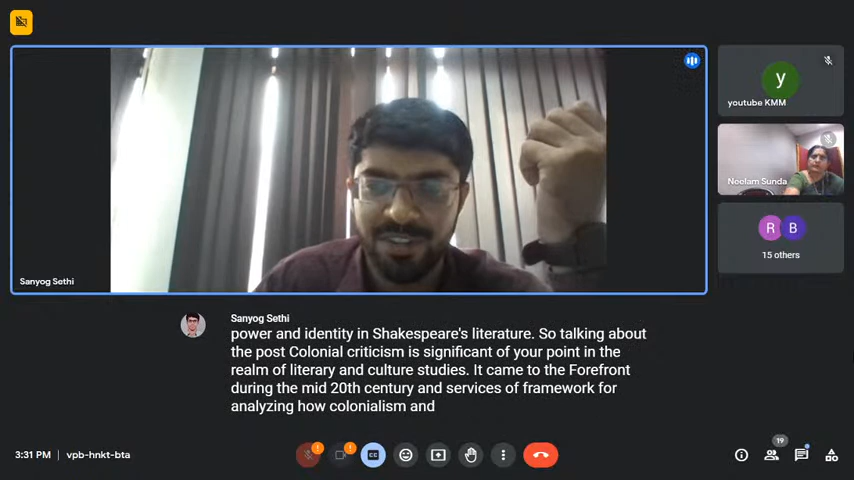 y
youtube KMM
Neelam Sunda
R B
15 others
Sanyog Sethi
Sanyog Sethi
power and identity in Shakespeare's literature. So talking about
the post Colonial criticism is significant of your point in the
realm of literary and culture studies. It came to the Forefront
during the mid 20th century and services of framework for
analyzing how colonialism and
19
3:31 PM | vpb-hnkt-bta
CC